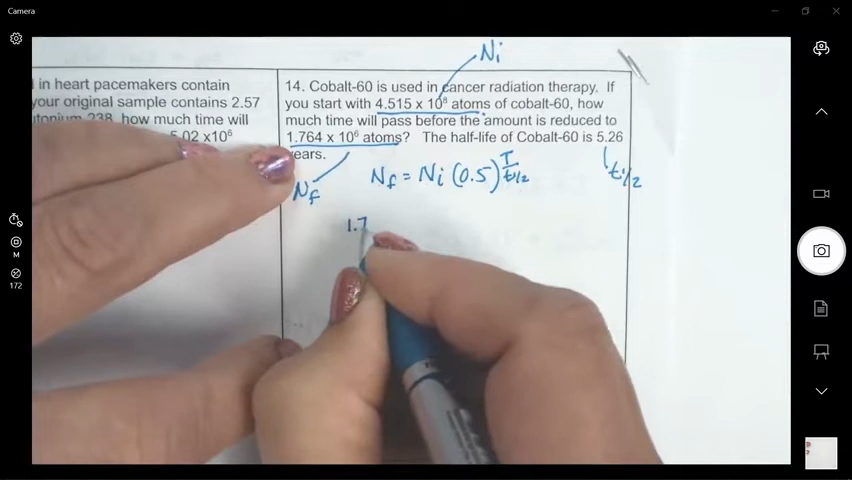 Camera
Ni
in heart pacemakers contain
your original sample contains 2.57
238, how much time will
5.02 x10⁶
14. Cobalt-60 is used in cancer radiation therapy. If
you start with 4.515 x 10⁸ atoms of cobalt-60, how
much time will pass before the amount is reduced to
1.764 x 10⁶ atoms? The half-life of Cobalt-60 is 5.26
years.
Nf
Nf = Ni (0.5)^(T/t1/2)
t1/2
1.7
M
172